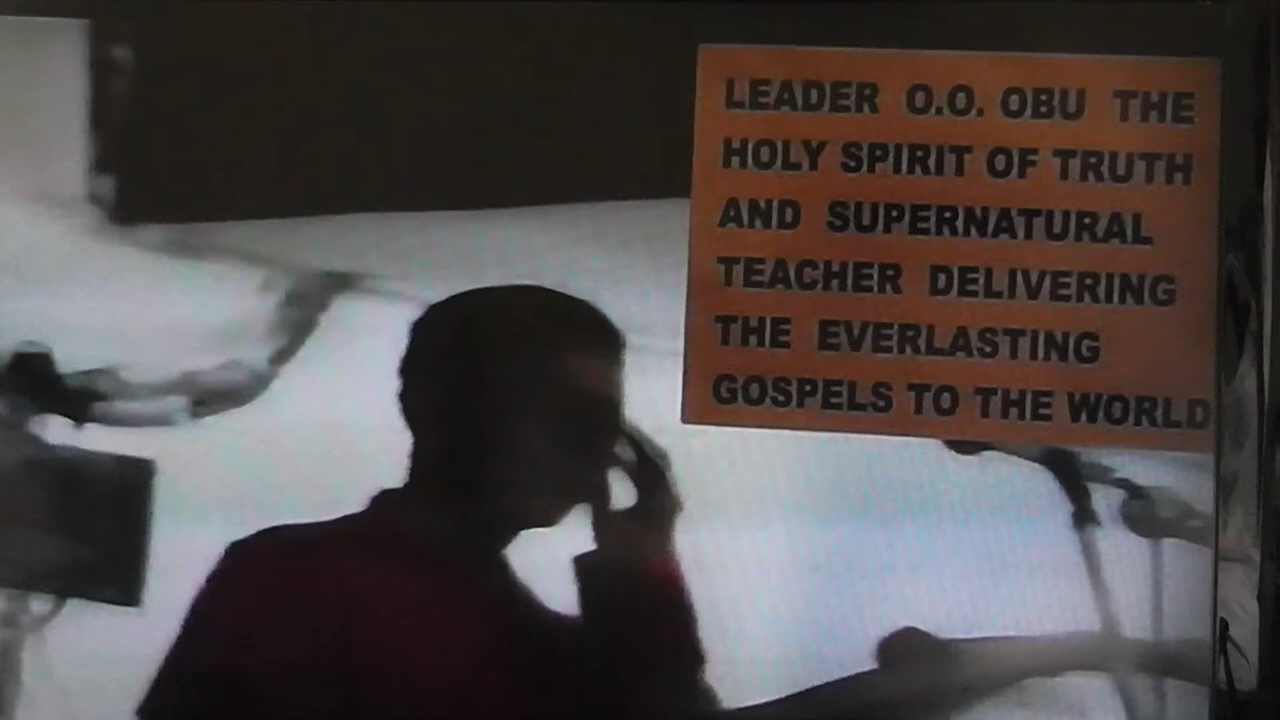 LEADER O.O. OBU THE
HOLY SPIRIT OF TRUTH
AND SUPERNATURAL
TEACHER DELIVERING
THE EVERLASTING
GOSPELS TO THE WORLD